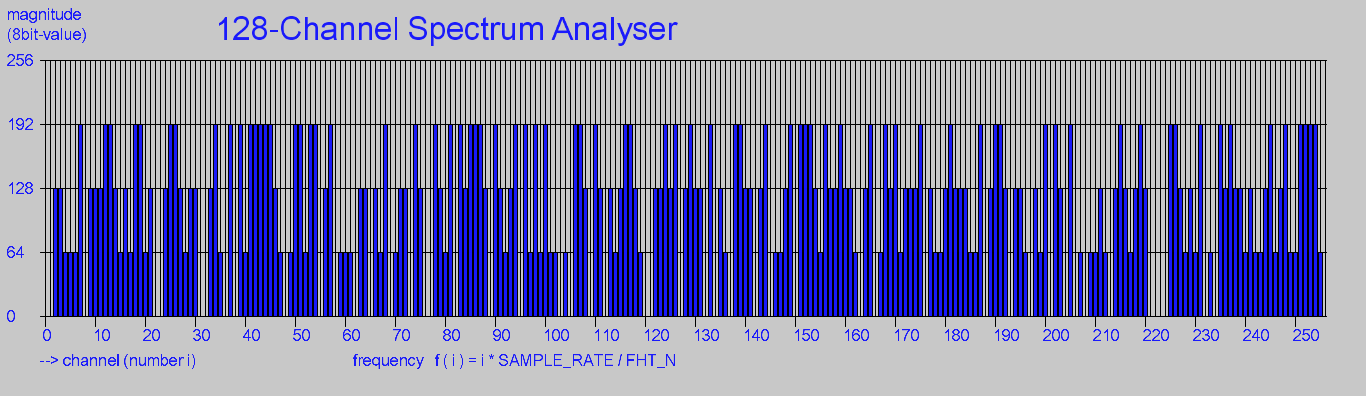 magnitude
(8bit-value)
128-Channel Spectrum Analyser
256
192
128
64
0
0 10 20 30 40 50 60 70 80 90 100 110 120 130 140 150 160 170 180 190 200 210 220 230 240 250
--> channel (number i)
frequency f ( i ) = i * SAMPLE_RATE / FHT_N